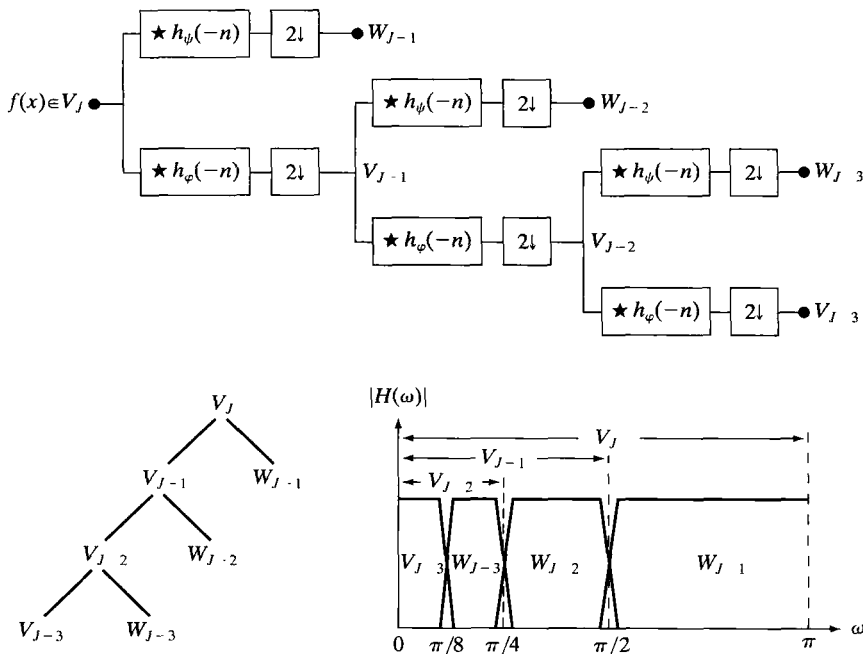 ★ h_ψ(−n) 2↓ W_{J−1}
f(x)∈V_J ★ h_ψ(−n) 2↓ W_{J−2}
★ h_φ(−n) 2↓ V_{J−1} ★ h_ψ(−n) 2↓ W_{J 3}
★ h_φ(−n) 2↓ V_{J−2}
★ h_φ(−n) 2↓ V_{J 3}
V_J
V_{J−1} W_{J-1}
V_{J 2} W_{J-2}
V_{J−3} W_{J-3}
|H(ω)|
V_J
V_{J-1}
V_{J 2}
V_{J 3} W_{J-3} W_{J 2} W_{J 1}
0 π/8 π/4 π/2 π ω